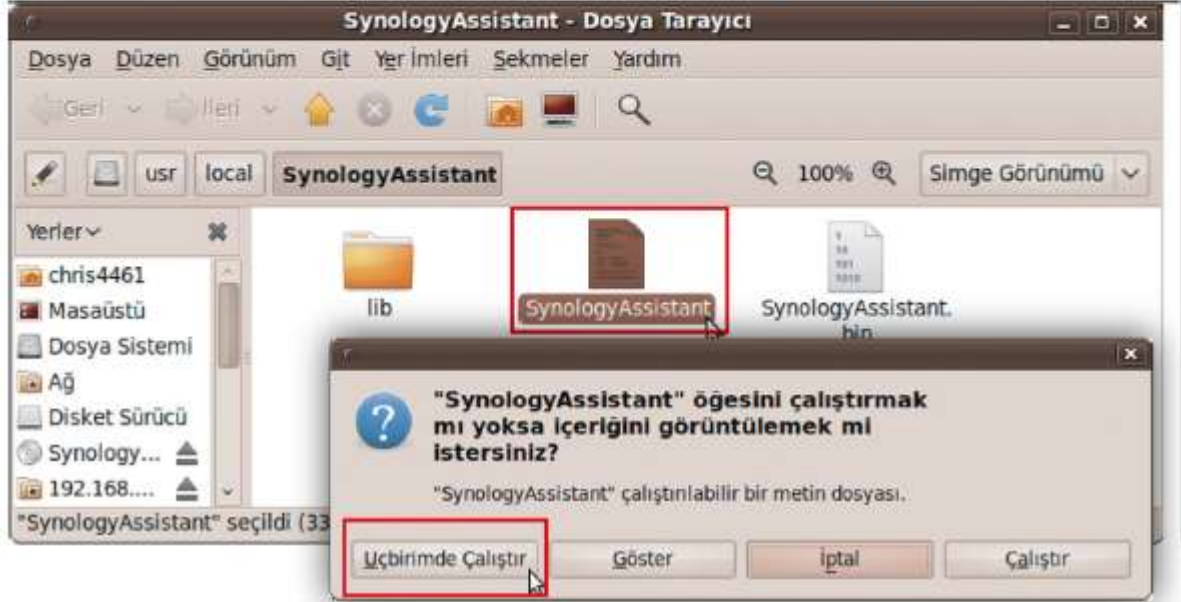 SynologyAssistant - Dosya Tarayıcı
Dosya Düzen Görünüm Git Yer İmleri Sekmeler Yardım
Geri İleri
usr local SynologyAssistant 100% Simge Görünümü
Yerler
chris4461
Masaüstü
Dosya Sistemi
Ağ
Disket Sürücü
Synology...
192.168....
lib
SynologyAssistant
SynologyAssistant.
bin
"SynologyAssistant" seçildi (33
"SynologyAssistant" öğesini çalıştırmak
mı yoksa içeriğini görüntülemek mi
istersiniz?
"SynologyAssistant" çalıştırılabilir bir metin dosyası.
Uçbirimde Çalıştır Göster İptal Çalıştır